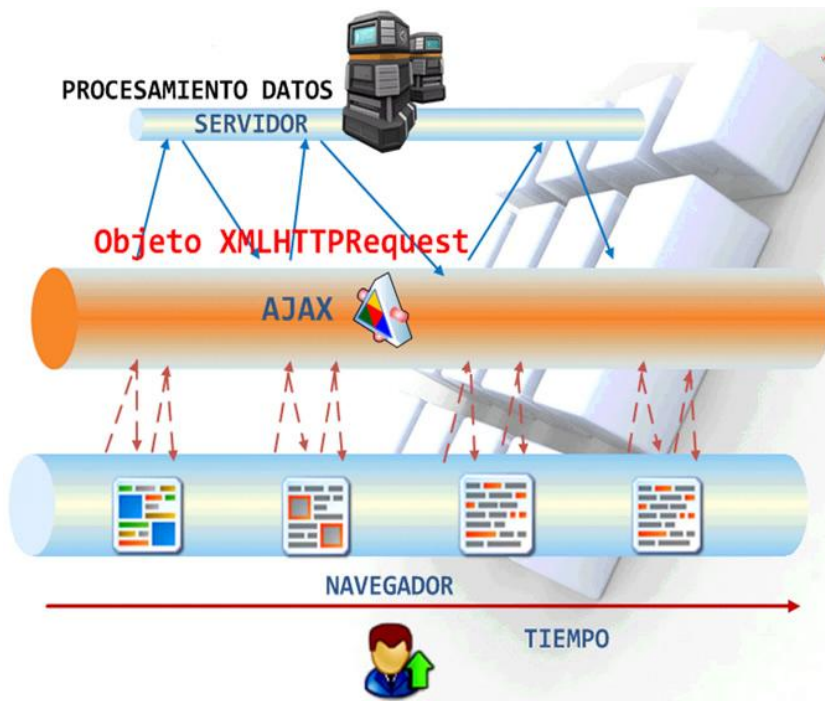 PROCESAMIENTO DATOS
SERVIDOR
Objeto XMLHTTPRequest
AJAX
NAVEGADOR
TIEMPO